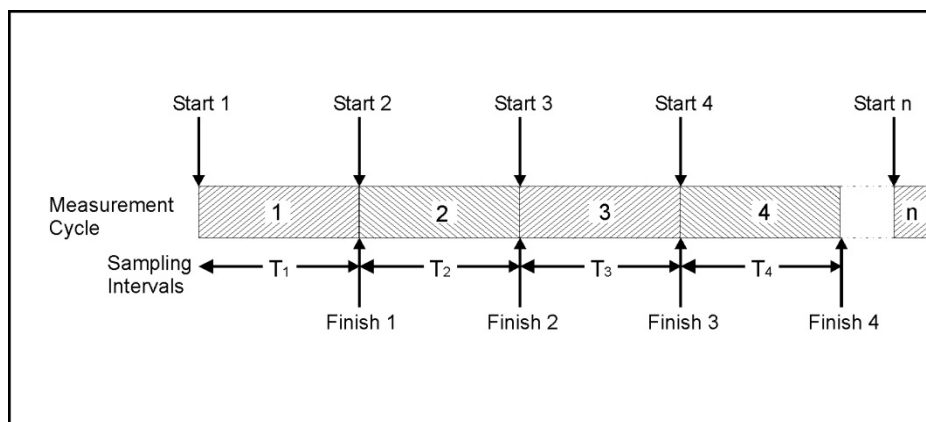 Start 1 Start 2 Start 3 Start 4 Start n
Measurement
Cycle
1 2 3 4 n
Sampling
Intervals
T₁ T₂ T₃ T₄
Finish 1 Finish 2 Finish 3 Finish 4